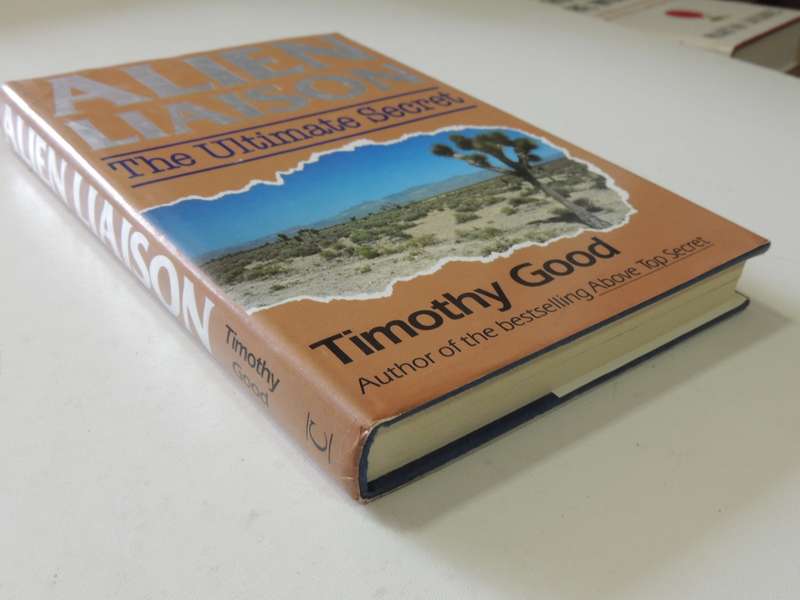 ALIEN
LIAISON
The Ultimate Secret
Timothy Good
Author of the bestselling Above Top Secret
ALIEN LIAISON
Timothy
Good